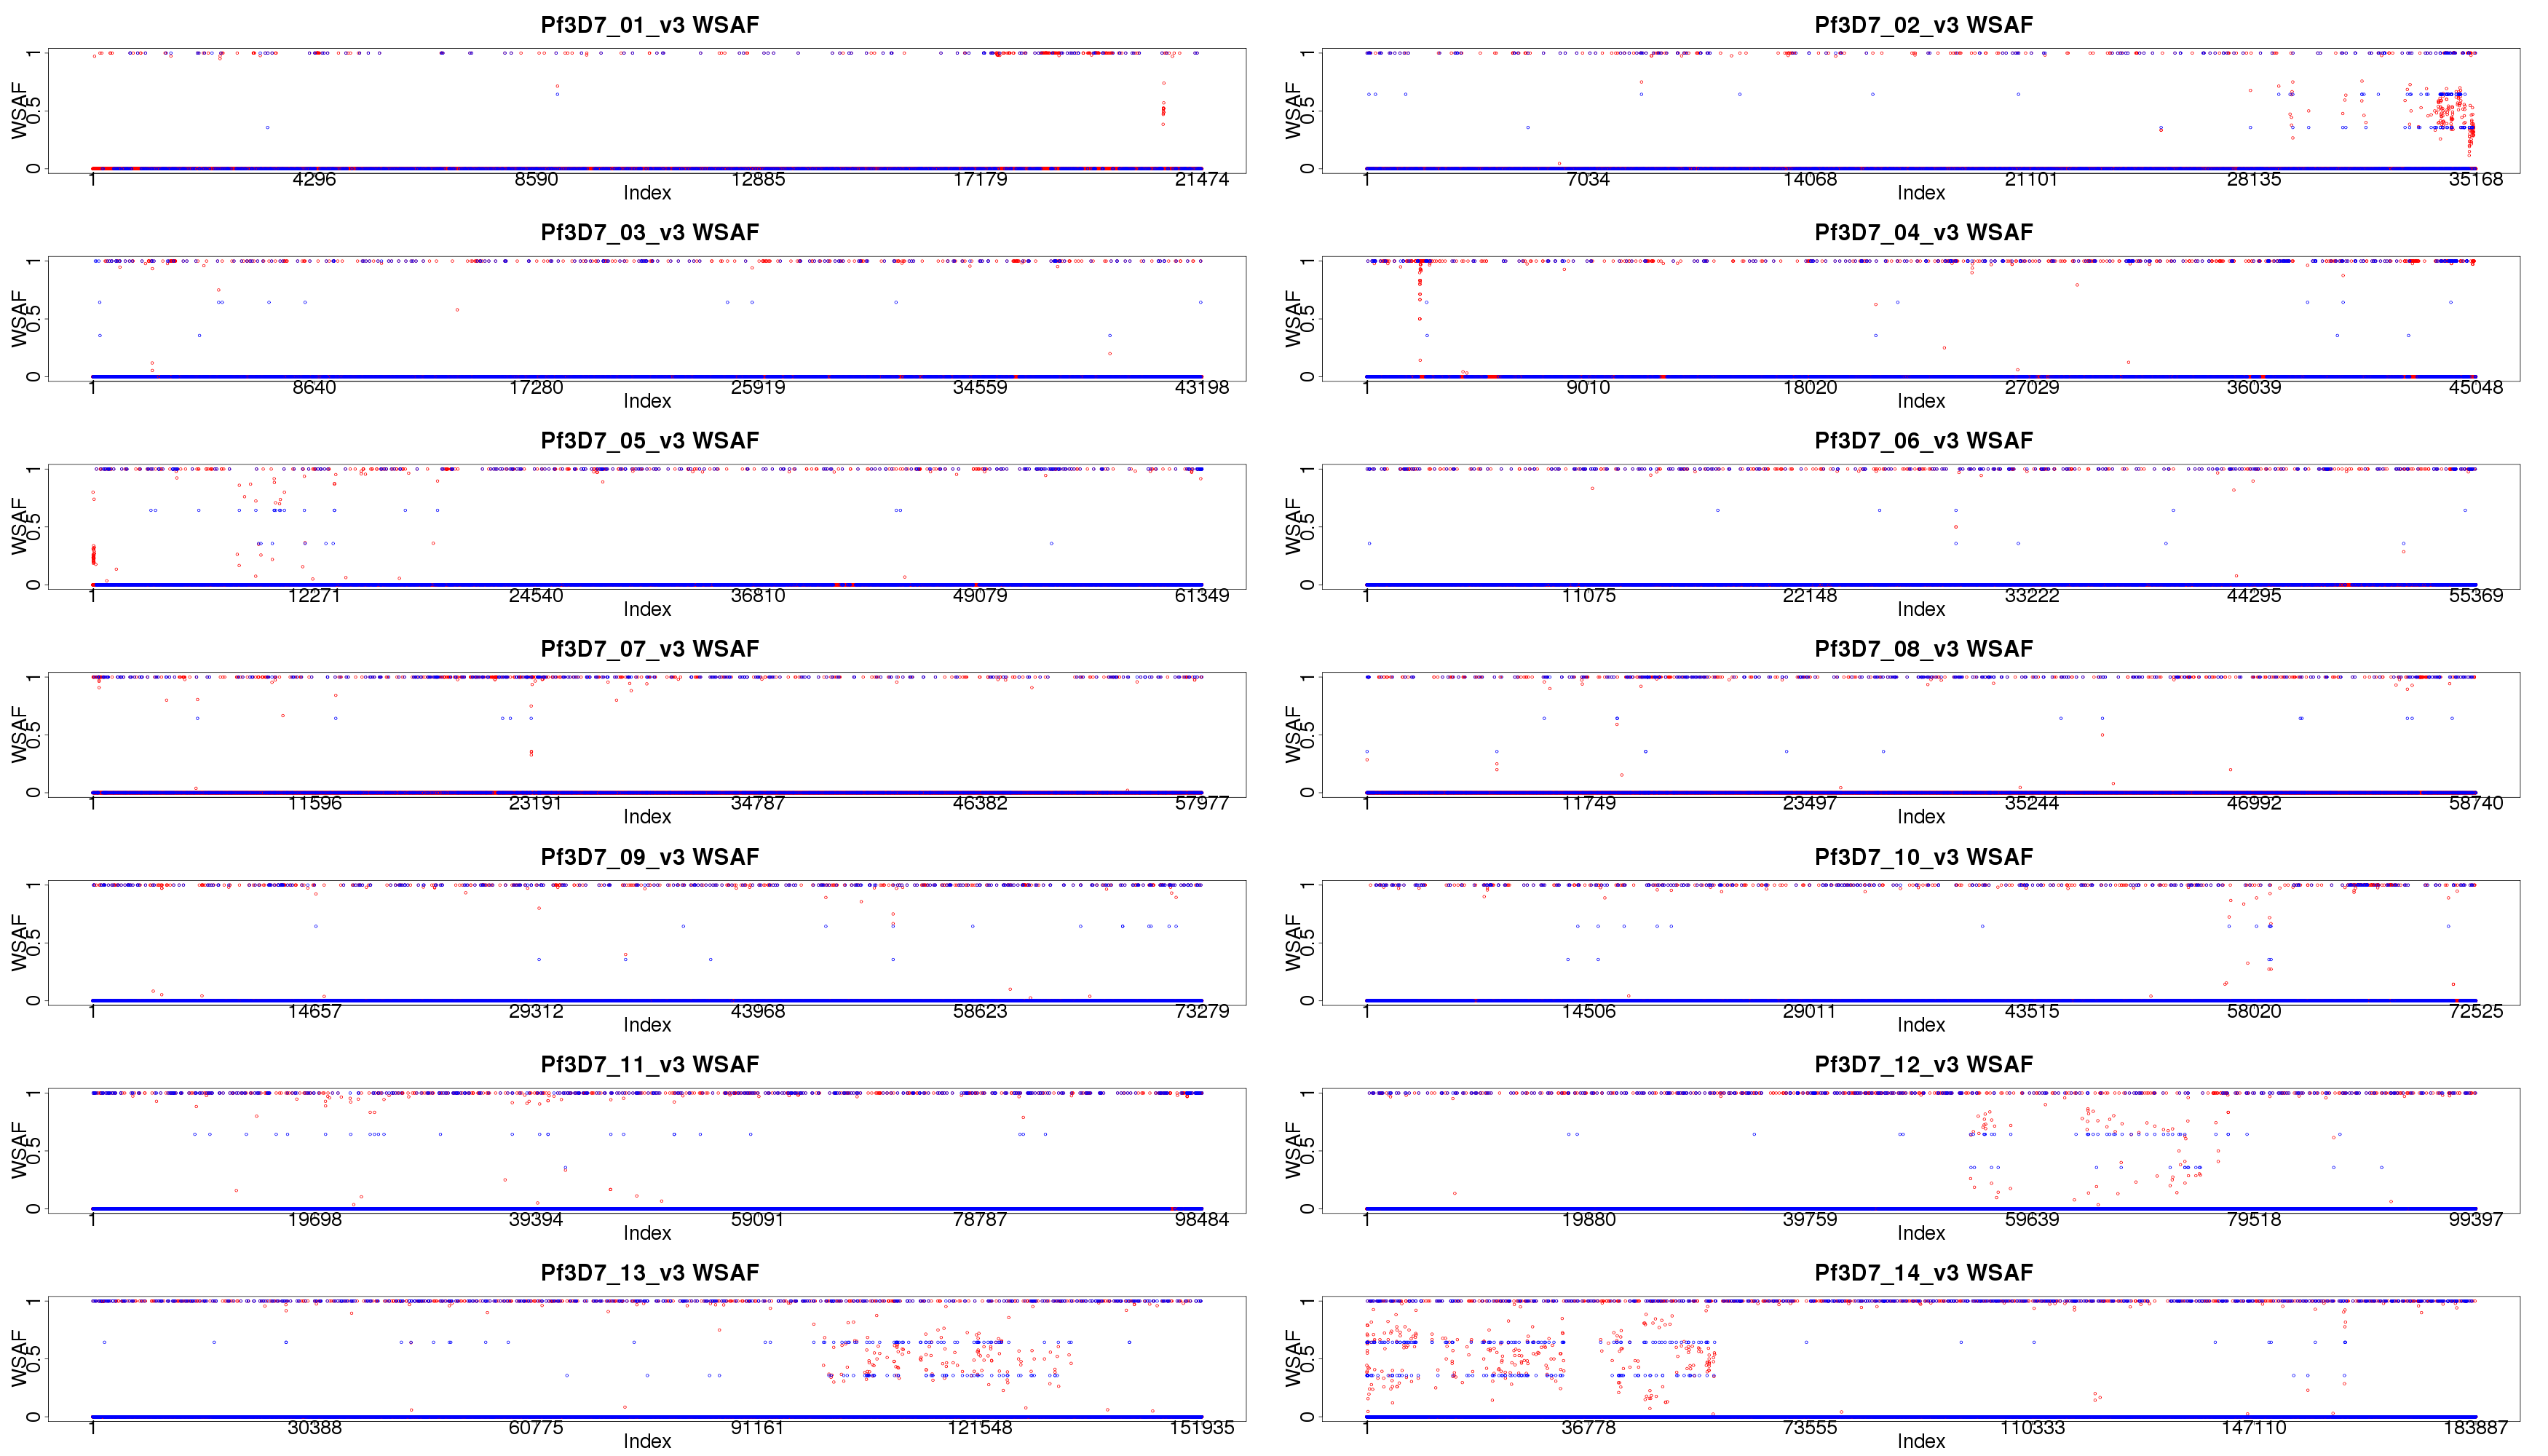 Pf3D7_01_v3 WSAF
WSAF
0 0.5 1
1 4296 8590 12885 17179 21474
Index
Pf3D7_02_v3 WSAF
WSAF
0 0.5 1
1 7034 14068 21101 28135 35168
Index
Pf3D7_03_v3 WSAF
WSAF
0 0.5 1
1 8640 17280 25919 34559 43198
Index
Pf3D7_04_v3 WSAF
WSAF
0 0.5 1
1 9010 18020 27029 36039 45048
Index
Pf3D7_05_v3 WSAF
WSAF
0 0.5 1
1 12271 24540 36810 49079 61349
Index
Pf3D7_06_v3 WSAF
WSAF
0 0.5 1
1 11075 22148 33222 44295 55369
Index
Pf3D7_07_v3 WSAF
WSAF
0 0.5 1
1 11596 23191 34787 46382 57977
Index
Pf3D7_08_v3 WSAF
WSAF
0 0.5 1
1 11749 23497 35244 46992 58740
Index
Pf3D7_09_v3 WSAF
WSAF
0 0.5 1
1 14657 29312 43968 58623 73279
Index
Pf3D7_10_v3 WSAF
WSAF
0 0.5 1
1 14506 29011 43515 58020 72525
Index
Pf3D7_11_v3 WSAF
WSAF
0 0.5 1
1 19698 39394 59091 78787 98484
Index
Pf3D7_12_v3 WSAF
WSAF
0 0.5 1
1 19880 39759 59639 79518 99397
Index
Pf3D7_13_v3 WSAF
WSAF
0 0.5 1
1 30388 60775 91161 121548 151935
Index
Pf3D7_14_v3 WSAF
WSAF
0 0.5 1
1 36778 73555 110333 147110 183887
Index